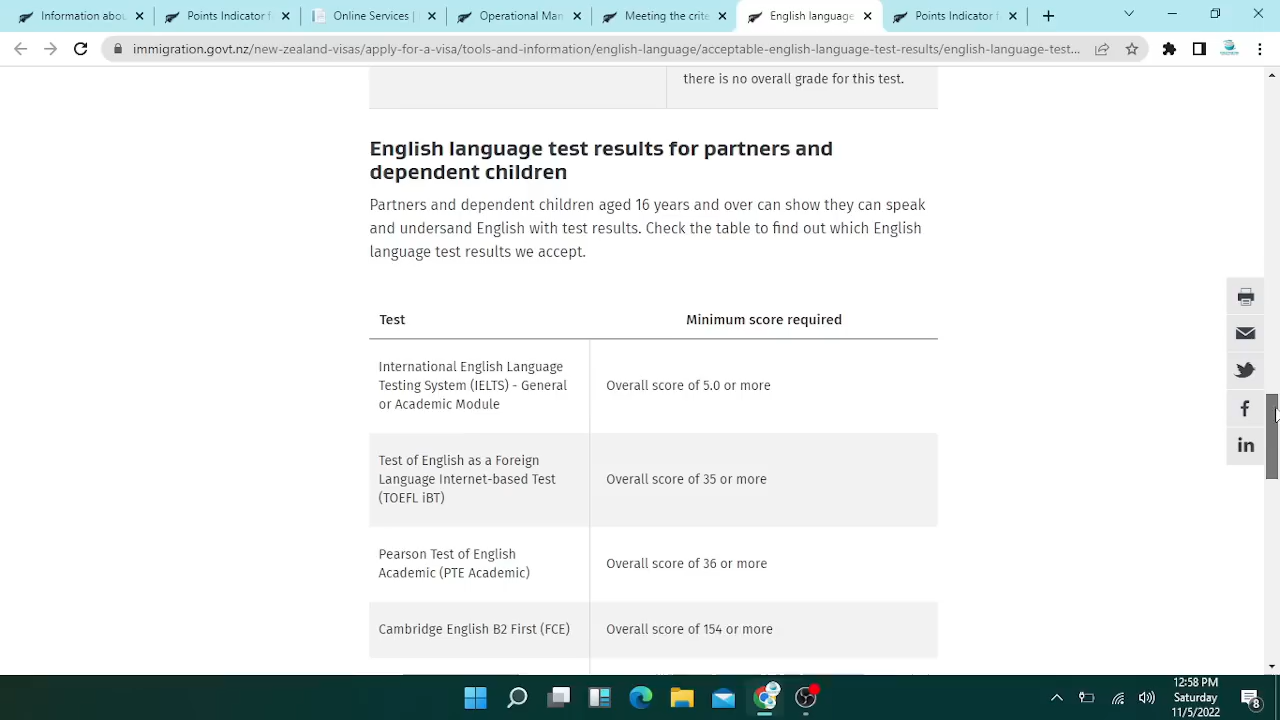 Information abou
Points Indicator f
Online Services |
Operational Man
Meeting the crite
English language
Points Indicator f
immigration.govt.nz/new-zealand-visas/apply-for-a-visa/tools-and-information/english-language/acceptable-english-language-test-results/english-language-test...
there is no overall grade for this test.
English language test results for partners and
dependent children
Partners and dependent children aged 16 years and over can show they can speak
and undersand English with test results. Check the table to find out which English
language test results we accept.
Test
Minimum score required
International English Language
Testing System (IELTS) - General
or Academic Module
Overall score of 5.0 or more
Test of English as a Foreign
Language Internet-based Test
(TOEFL iBT)
Overall score of 35 or more
Pearson Test of English
Academic (PTE Academic)
Overall score of 36 or more
Cambridge English B2 First (FCE)
Overall score of 154 or more
12:58 PM
Saturday
11/5/2022
8